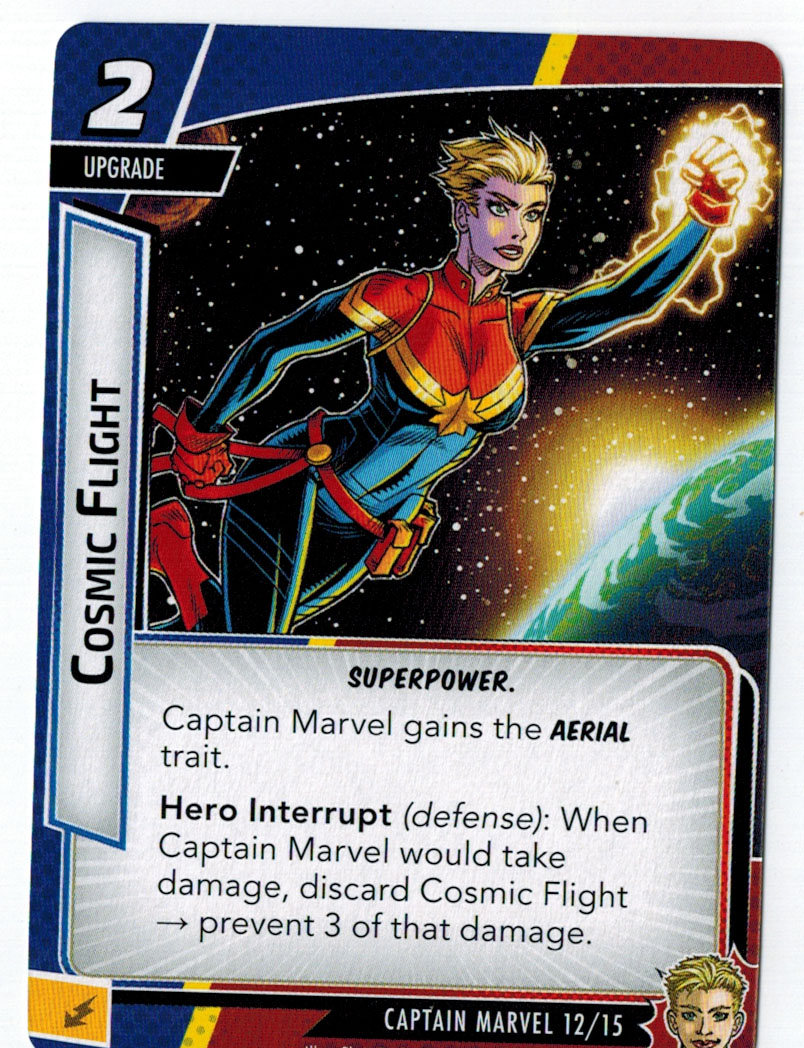 2
UPGRADE
COSMIC FLIGHT
SUPERPOWER.
Captain Marvel gains the AERIAL
trait.
Hero Interrupt (defense): When
Captain Marvel would take
damage, discard Cosmic Flight
→ prevent 3 of that damage.
CAPTAIN MARVEL 12/15